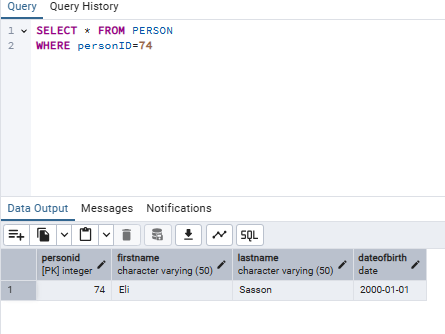 Query Query History
1 SELECT * FROM PERSON
2 WHERE personID=74
Data Output Messages Notifications
SQL
personid firstname lastname dateofbirth
[PK] integer character varying (50) character varying (50) date
1 74 Eli Sasson 2000-01-01